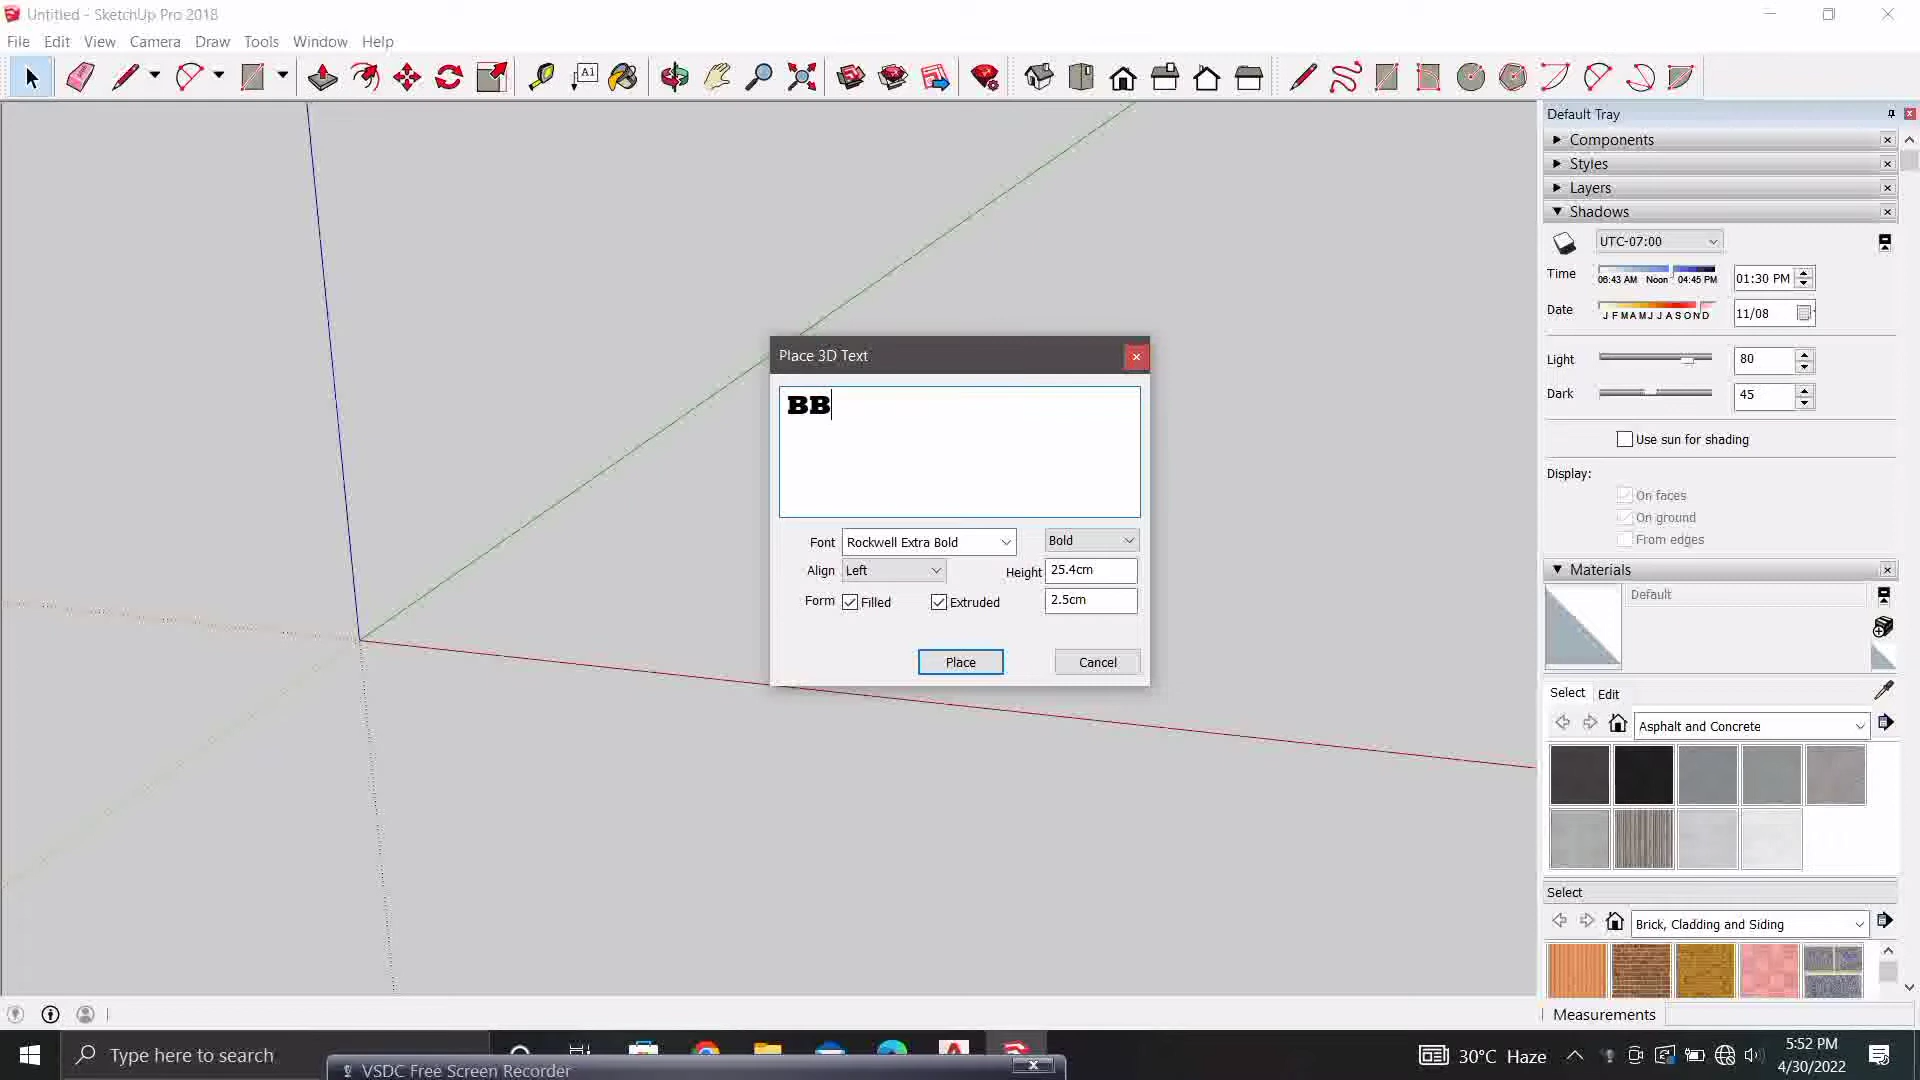 Untitled - SketchUp Pro 2018
File Edit View Camera Draw Tools Window Help
A1
Default Tray
Components
Styles
Layers
Shadows
UTC-07:00
Time
06:43 AM Noon 04:45 PM
01:30 PM
Date
J F M A M J J A S O N D
11/08
Light
80
Dark
45
Use sun for shading
Display:
On faces
On ground
From edges
Materials
Default
Select Edit
Asphalt and Concrete
Select
Brick, Cladding and Siding
Place 3D Text
BB
Font Rockwell Extra Bold Bold
Align Left Height 25.4cm
Form Filled Extruded 2.5cm
Place Cancel
Measurements
Type here to search
VSDC Free Screen Recorder
30°C Haze
5:52 PM
4/30/2022